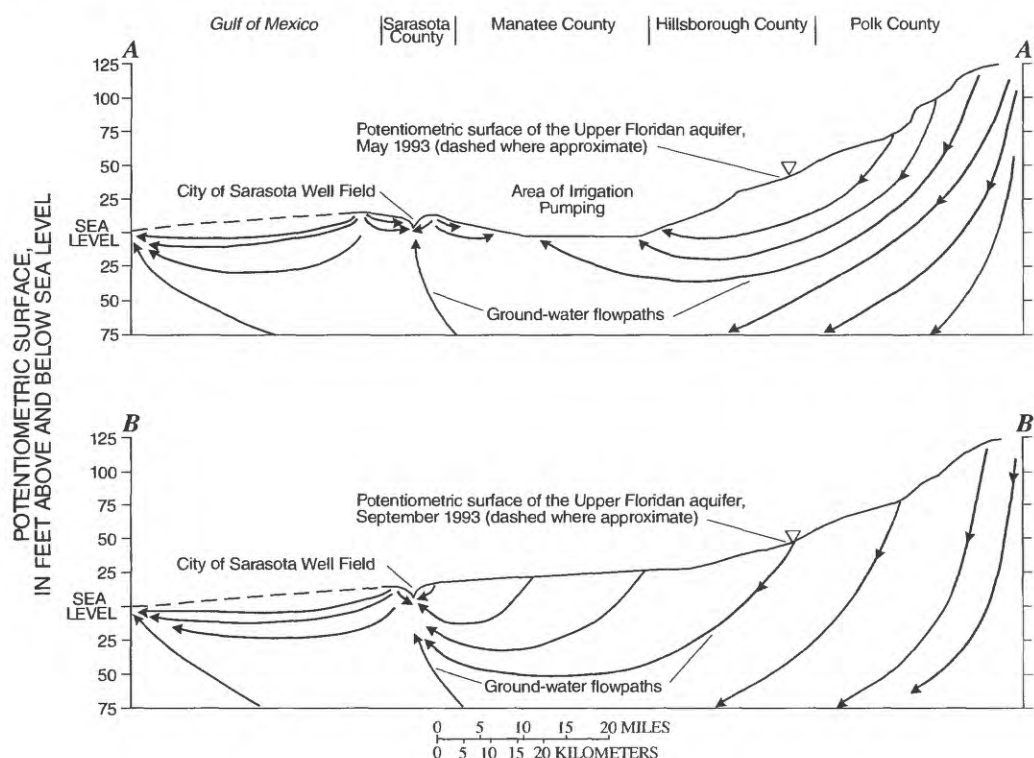 Gulf of Mexico
Sarasota
County
Manatee County
Hillsborough County
Polk County
POTENTIOMETRIC SURFACE,
IN FEET ABOVE AND BELOW SEA LEVEL
A
A
125
100
75
50
25
SEA
LEVEL
25
50
75
Potentiometric surface of the Upper Floridan aquifer,
May 1993 (dashed where approximate)
City of Sarasota Well Field
Area of Irrigation
Pumping
Ground-water flowpaths
B
B
125
100
75
50
25
SEA
LEVEL
25
50
75
Potentiometric surface of the Upper Floridan aquifer,
September 1993 (dashed where approximate)
City of Sarasota Well Field
Ground-water flowpaths
0 5 10 15 20 MILES
0 5 10 15 20 KILOMETERS